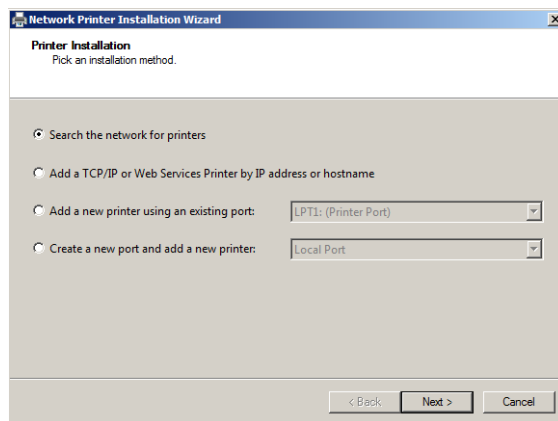 Network Printer Installation Wizard
Printer Installation
Pick an installation method.
Search the network for printers
Add a TCP/IP or Web Services Printer by IP address or hostname
Add a new printer using an existing port: LPT1: (Printer Port)
Create a new port and add a new printer: Local Port
< Back Next > Cancel